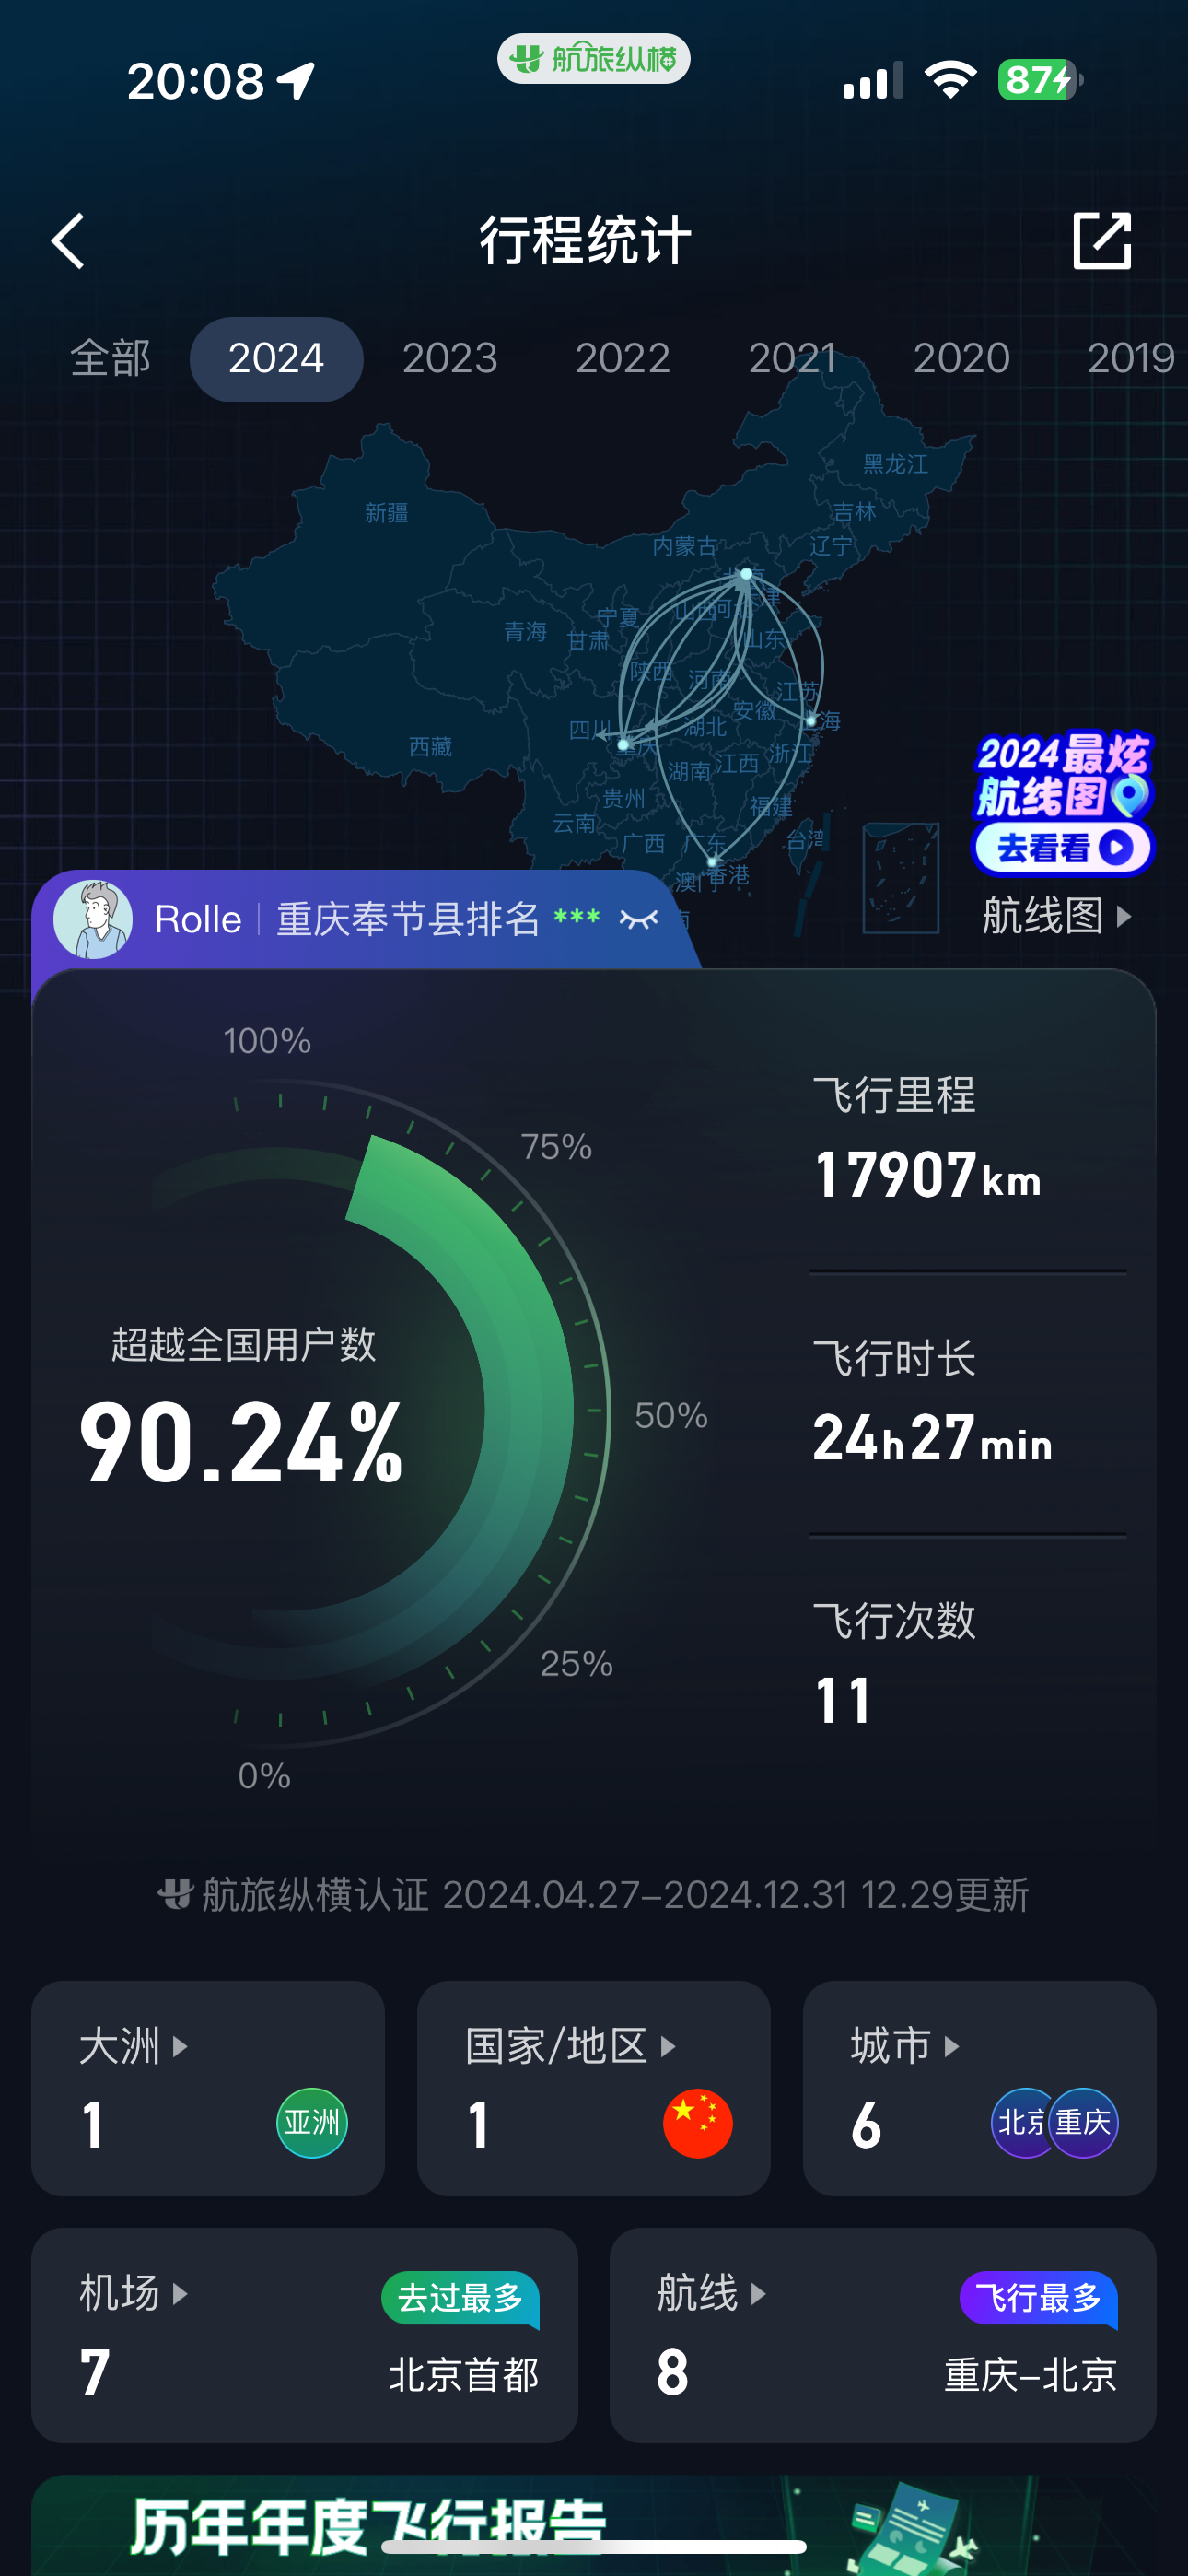 20:08
航旅纵横
87
行程统计
全部 2024 2023 2022 2021 2020 2019
黑龙江
新疆
吉林
内蒙古
辽宁
宁夏
山西
青海
甘肃
山东
陕西
河南
江苏
安徽
四川
湖北
西藏
浙江
湖南
江西
贵州
福建
云南
广西
广东
台湾
香港
2024最炫
航线图
去看看
航线图
Rolle 重庆奉节县排名 ***
100%
75%
50%
25%
0%
超越全国用户数
90.24%
飞行里程
17907km
飞行时长
24h27min
飞行次数
11
航旅纵横认证 2024.04.27-2024.12.31 12.29更新
大洲
1
亚洲
国家/地区
1
城市
6
北京
重庆
机场
去过最多
7
北京首都
航线
飞行最多
8
重庆-北京
历年年度飞行报告